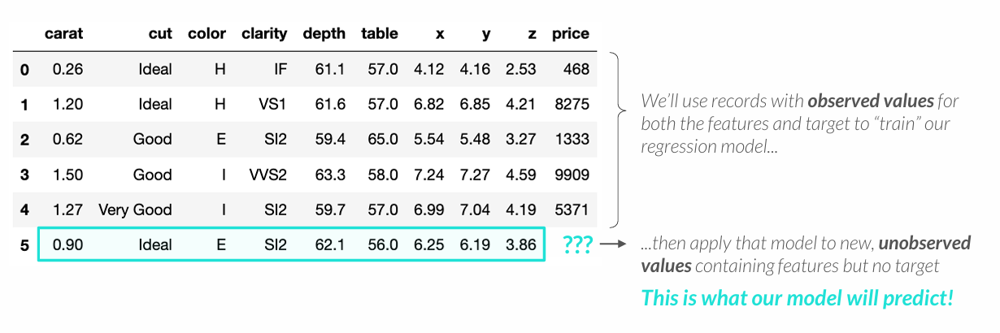 carat cut color clarity depth table x y z price
0 0.26 Ideal H IF 61.1 57.0 4.12 4.16 2.53 468
1 1.20 Ideal H VS1 61.6 57.0 6.82 6.85 4.21 8275
2 0.62 Good E SI2 59.4 65.0 5.54 5.48 3.27 1333
3 1.50 Good I VVS2 63.3 58.0 7.24 7.27 4.59 9909
4 1.27 Very Good I SI2 59.7 57.0 6.99 7.04 4.19 5371
5 0.90 Ideal E SI2 62.1 56.0 6.25 6.19 3.86 ???
We’ll use records with observed values for
both the features and target to “train” our
regression model...
...then apply that model to new, unobserved
values containing features but no target
This is what our model will predict!